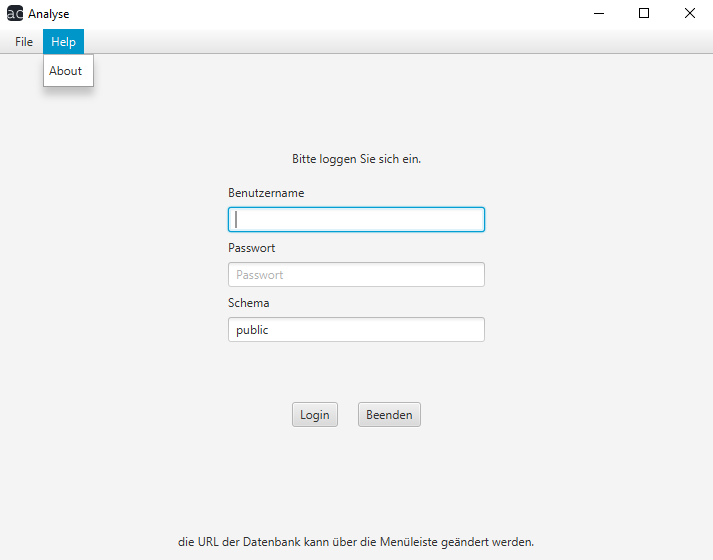 ac Analyse
File Help
About
Bitte loggen Sie sich ein.
Benutzername
Passwort
Passwort
Schema
public
Login Beenden
die URL der Datenbank kann über die Menüleiste geändert werden.